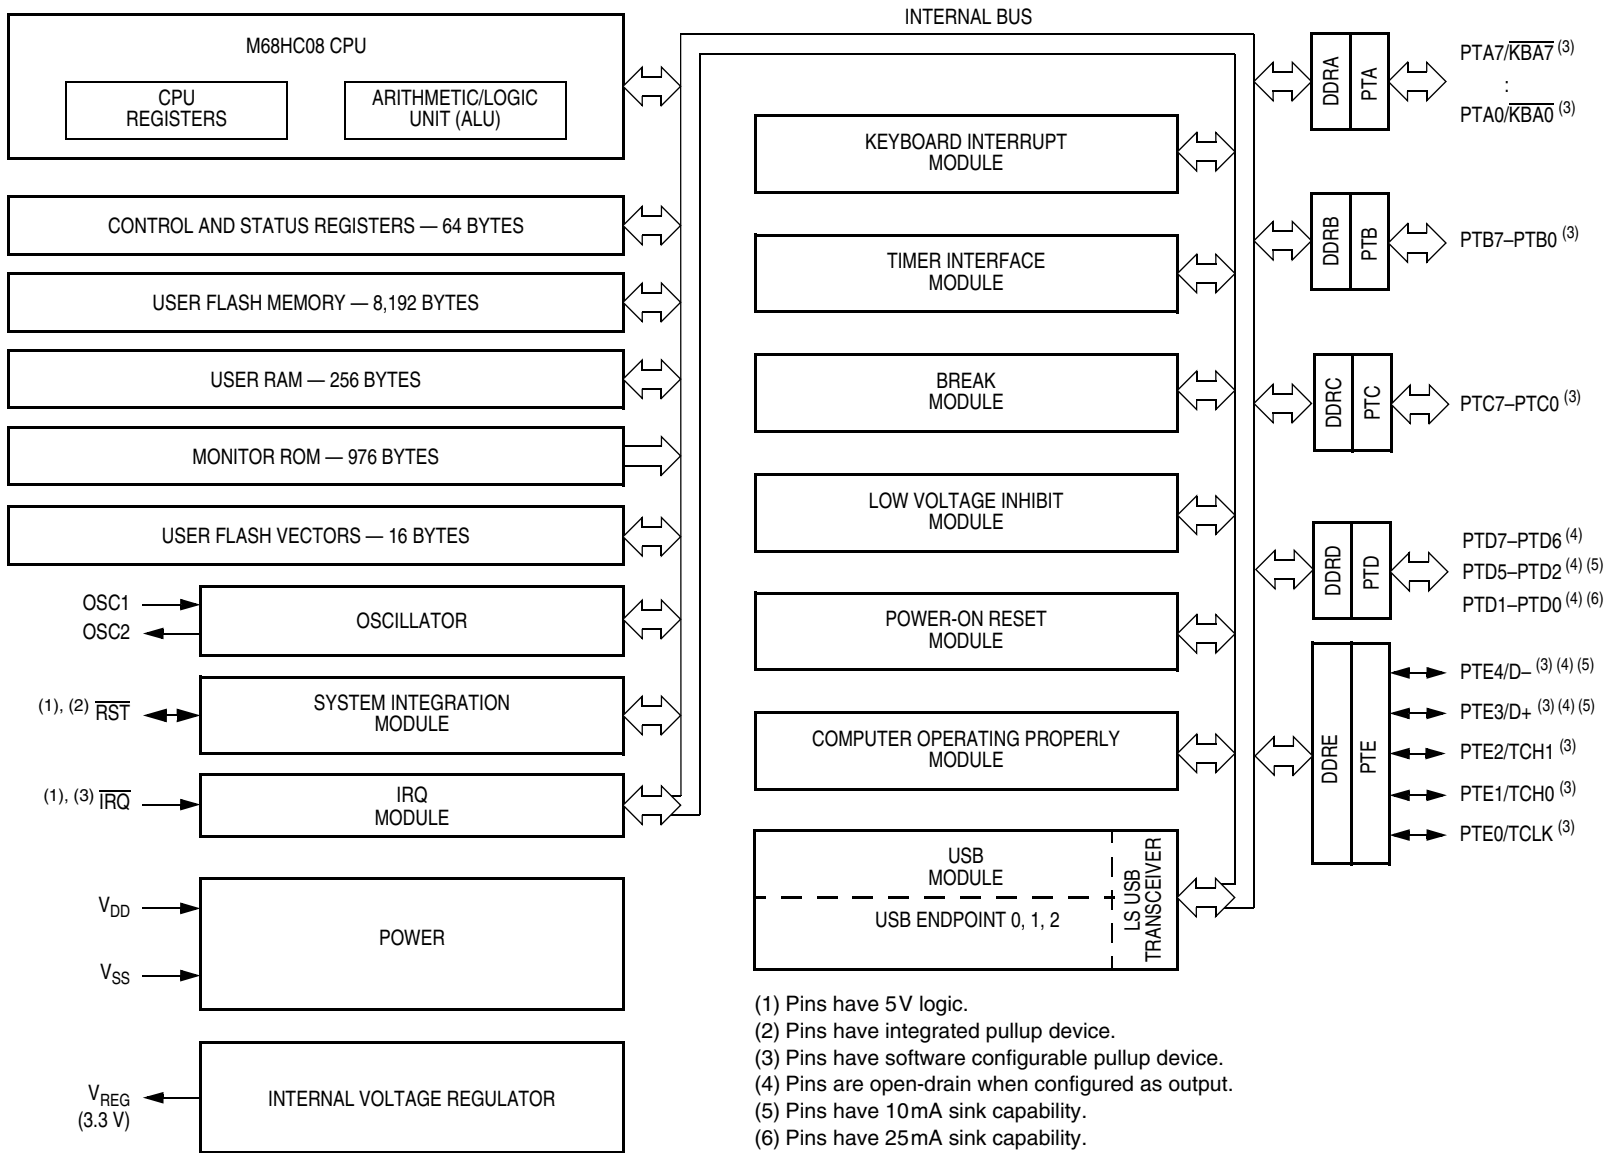 INTERNAL BUS
M68HC08 CPU
CPU
REGISTERS
ARITHMETIC/LOGIC
UNIT (ALU)
CONTROL AND STATUS REGISTERS — 64 BYTES
USER FLASH MEMORY — 8,192 BYTES
USER RAM — 256 BYTES
MONITOR ROM — 976 BYTES
USER FLASH VECTORS — 16 BYTES
OSC1
OSC2
OSCILLATOR
(1), (2) RST
SYSTEM INTEGRATION
MODULE
(1), (3) IRQ
IRQ
MODULE
VDD
VSS
POWER
VREG
(3.3 V)
INTERNAL VOLTAGE REGULATOR
KEYBOARD INTERRUPT
MODULE
TIMER INTERFACE
MODULE
BREAK
MODULE
LOW VOLTAGE INHIBIT
MODULE
POWER-ON RESET
MODULE
COMPUTER OPERATING PROPERLY
MODULE
USB
MODULE
USB ENDPOINT 0, 1, 2
LS USB
TRANSCEIVER
DDRA
PTA
PTA7/KBA7 (3)
:
PTA0/KBA0 (3)
DDRB
PTB
PTB7–PTB0 (3)
DDRC
PTC
PTC7–PTC0 (3)
DDRD
PTD
PTD7–PTD6 (4)
PTD5–PTD2 (4) (5)
PTD1–PTD0 (4) (6)
DDRE
PTE
PTE4/D– (3) (4) (5)
PTE3/D+ (3) (4) (5)
PTE2/TCH1 (3)
PTE1/TCH0 (3)
PTE0/TCLK (3)
(1) Pins have 5V logic.
(2) Pins have integrated pullup device.
(3) Pins have software configurable pullup device.
(4) Pins are open-drain when configured as output.
(5) Pins have 10mA sink capability.
(6) Pins have 25mA sink capability.